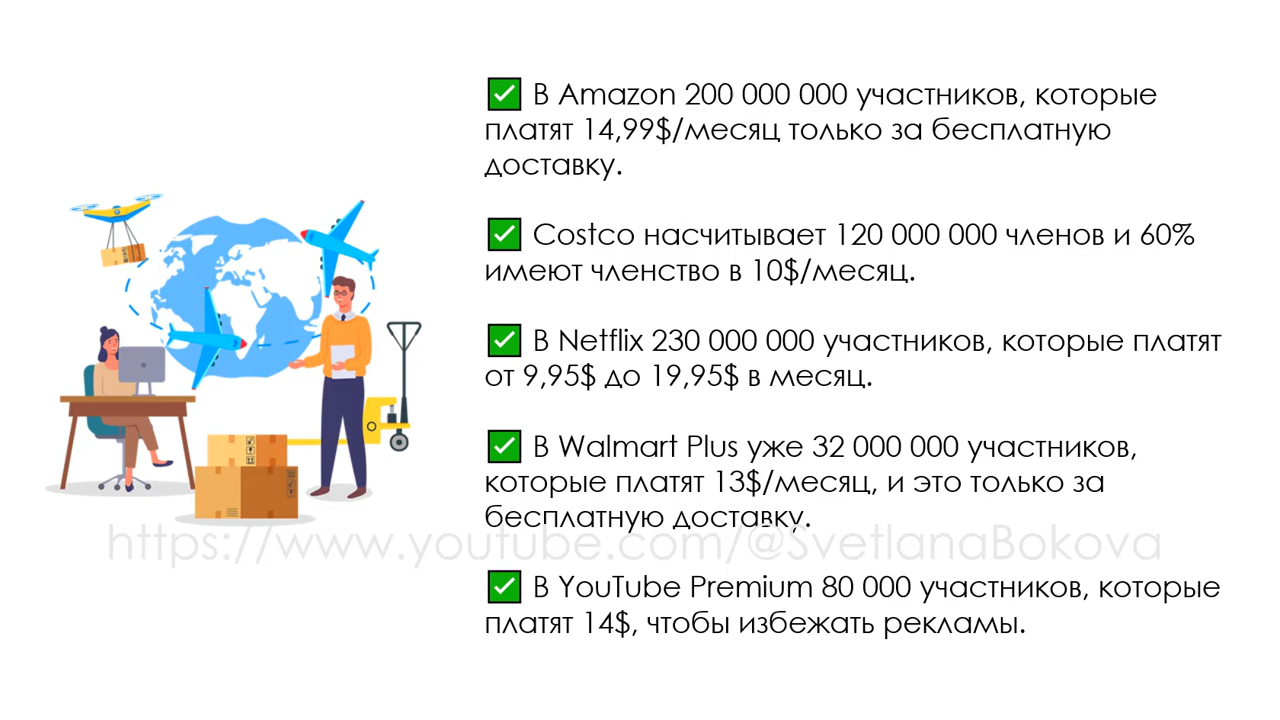 ✅ В Amazon 200 000 000 участников, которые
платят 14,99$/месяц только за бесплатную
доставку.
✅ Costco насчитывает 120 000 000 членов и 60%
имеют членство в 10$/месяц.
✅ В Netflix 230 000 000 участников, которые платят
от 9,95$ до 19,95$ в месяц.
✅ В Walmart Plus уже 32 000 000 участников,
которые платят 13$/месяц, и это только за
бесплатную доставку.
https://www.youtube.com/@SvetlanaBokova
✅ В YouTube Premium 80 000 участников, которые
платят 14$, чтобы избежать рекламы.